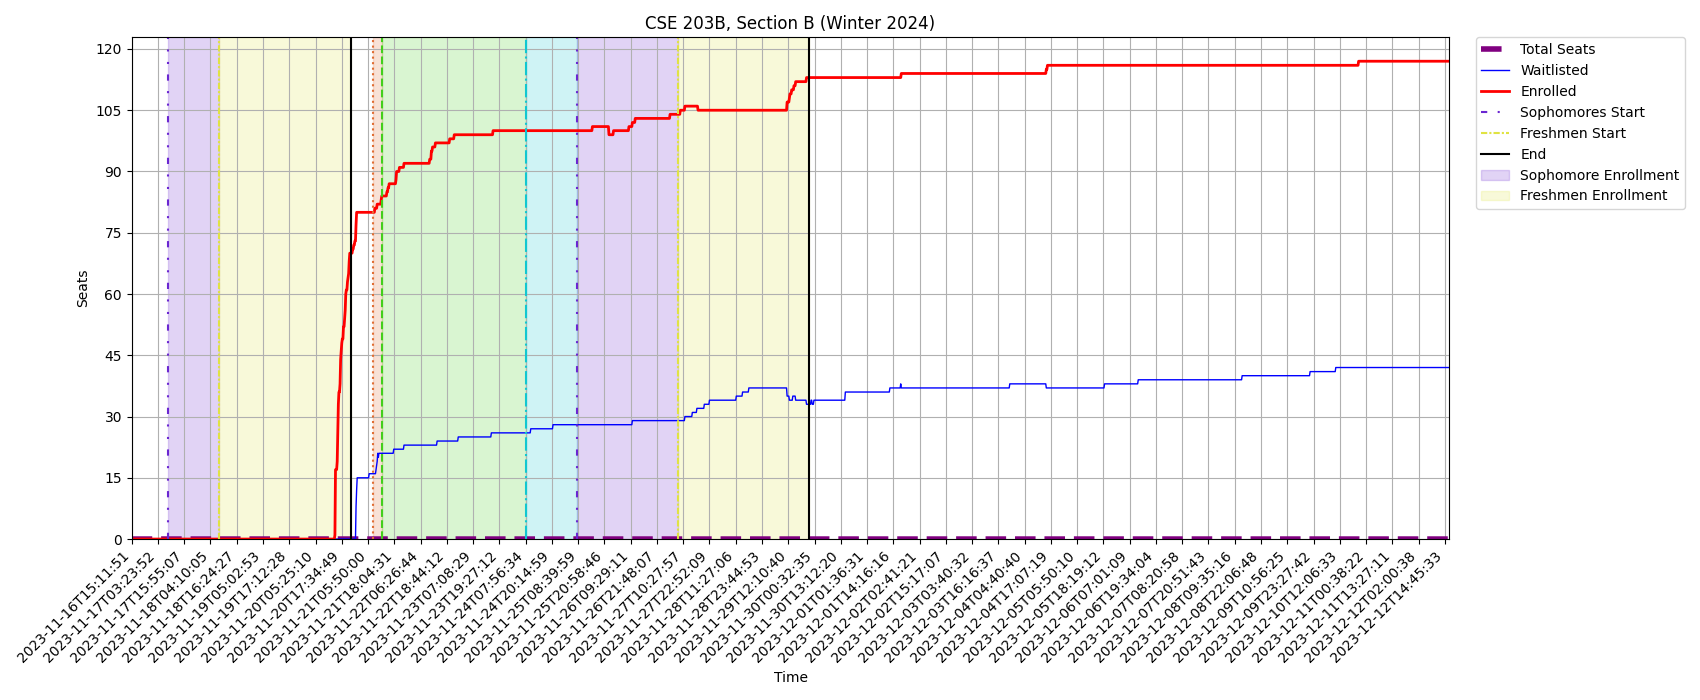 CSE 203B, Section B (Winter 2024)
Seats
120
105
90
75
60
45
30
15
0
2023-11-16T15:11:51
2023-11-17T03:23:52
2023-11-17T15:55:07
2023-11-18T04:10:05
2023-11-18T16:24:27
2023-11-19T05:02:53
2023-11-19T17:12:28
2023-11-20T05:25:10
2023-11-20T17:34:49
2023-11-21T05:50:00
2023-11-21T18:04:31
2023-11-22T06:26:44
2023-11-22T18:44:12
2023-11-23T07:08:29
2023-11-23T19:27:12
2023-11-24T07:56:34
2023-11-24T20:14:59
2023-11-25T08:39:59
2023-11-25T20:58:46
2023-11-26T09:29:11
2023-11-26T21:48:07
2023-11-27T10:27:57
2023-11-27T22:52:09
2023-11-28T11:27:06
2023-11-28T23:44:53
2023-11-29T12:10:40
2023-11-30T00:32:35
2023-11-30T13:12:20
2023-12-01T01:36:31
2023-12-01T14:16:16
2023-12-02T02:41:21
2023-12-02T15:17:07
2023-12-03T03:40:32
2023-12-03T16:16:37
2023-12-04T04:40:40
2023-12-04T17:07:19
2023-12-05T05:50:10
2023-12-05T18:19:12
2023-12-06T07:01:09
2023-12-06T19:34:04
2023-12-07T08:20:58
2023-12-07T20:51:43
2023-12-08T09:35:16
2023-12-08T22:06:48
2023-12-09T10:56:25
2023-12-09T23:27:42
2023-12-10T12:06:33
2023-12-11T00:38:22
2023-12-11T13:27:11
2023-12-12T02:00:38
2023-12-12T14:45:33
Time
Total Seats
Waitlisted
Enrolled
Sophomores Start
Freshmen Start
End
Sophomore Enrollment
Freshmen Enrollment